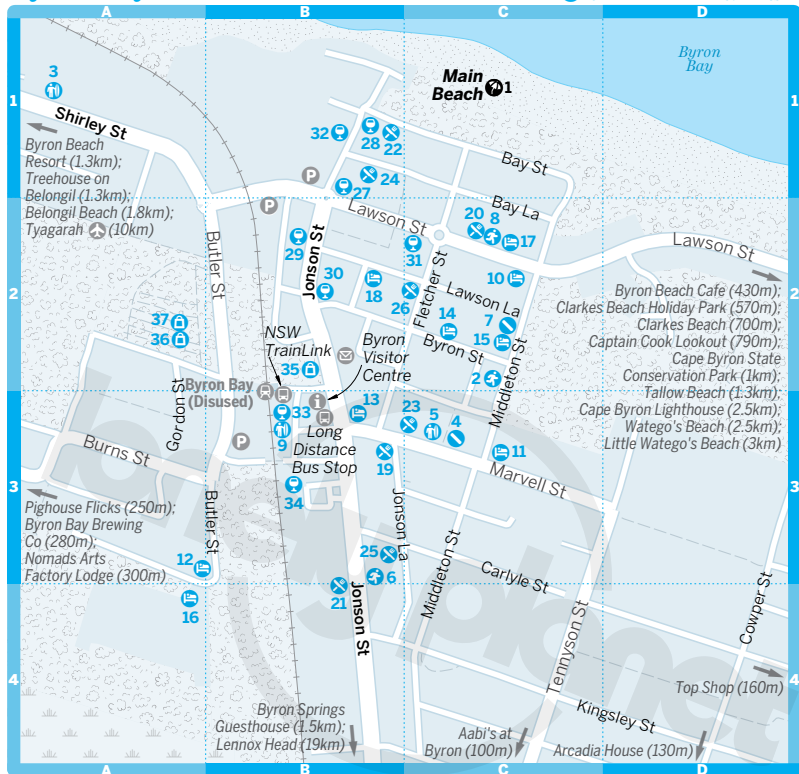 A
B
C
D
Byron
Bay
Main
Beach
1
3
1
1
Shirley St
32
28
22
Bay St
Byron Beach
Resort (1.3km);
Treehouse on
Belongil (1.3km);
Belongil Beach (1.8km);
Tyagarah (10km)
P
24
27
Bay La
P
Lawson St
20
8
17
Lawson St
Butler St
29
Jonson St
31
Fletcher St
30
18
26
10
Lawson La
2
2
Byron Beach Cafe (430m);
Clarkes Beach Holiday Park (570m);
Clarkes Beach (700m);
Captain Cook Lookout (790m);
Cape Byron State
Conservation Park (1km);
Tallow Beach (1.3km);
Cape Byron Lighthouse (2.5km);
Watego's Beach (2.5km);
Little Watego's Beach (3km)
37
36
14
7
15
Byron St
NSW
TrainLink
35
Byron
Visitor
Centre
2
Middleton St
Byron Bay
(Disused)
Gordon St
33
i
13
23
5
4
P
9
Long
Distance
Bus Stop
19
11
Burns St
Marvell St
3
3
34
Jonson La
Pighouse Flicks (250m);
Byron Bay Brewing
Co (280m);
Nomads Arts
Factory Lodge (300m)
Butler St
12
25
6
Middleton St
Carlyle St
16
21
Jonson St
Tennyson St
Cowper St
lonely planet
4
4
Top Shop (160m)
Kingsley St
Byron Springs
Guesthouse (1.5km);
Lennox Head (19km)
Aabi's at
Byron (100m)
Arcadia House (130m)
A
B
C
D